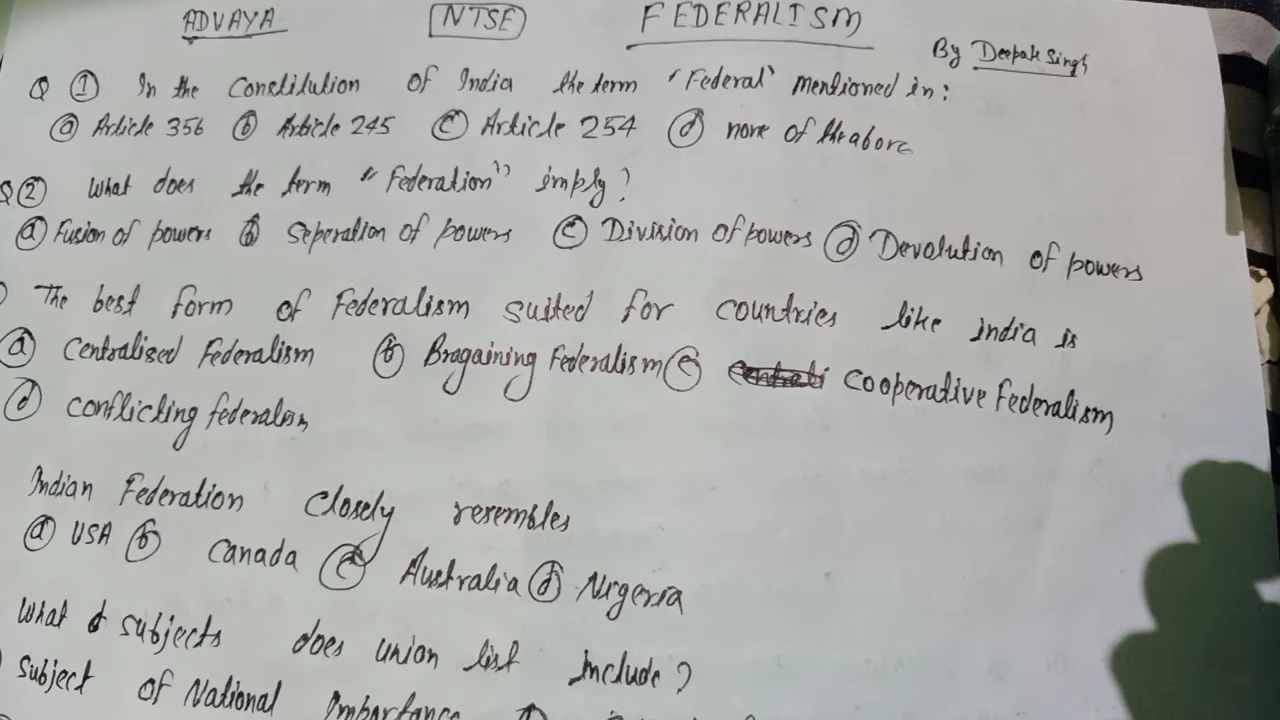 ADVAYA NTSE FEDERALISM
By Deepak Singh
Q ① In the Constitution of India the term "Federal" mentioned in:
ⓐ Article 356 ⓑ Article 245 ⓒ Article 254 ⓓ none of the above
Q ② What does the term "Federation" imply?
ⓐ Fusion of powers ⓑ Seperation of powers ⓒ Division of powers ⓓ Devolution of powers
The best form of Federalism suited for countries like india is
ⓐ Centralised Federalism ⓑ Bragaining Federalism ⓒ Cooperative Federalism
ⓓ conflicting federalism
Indian Federation closely resembles
ⓐ USA ⓑ Canada ⓒ Australia ⓓ Nigeria
What subjects does union list include?
Subject of National Importance